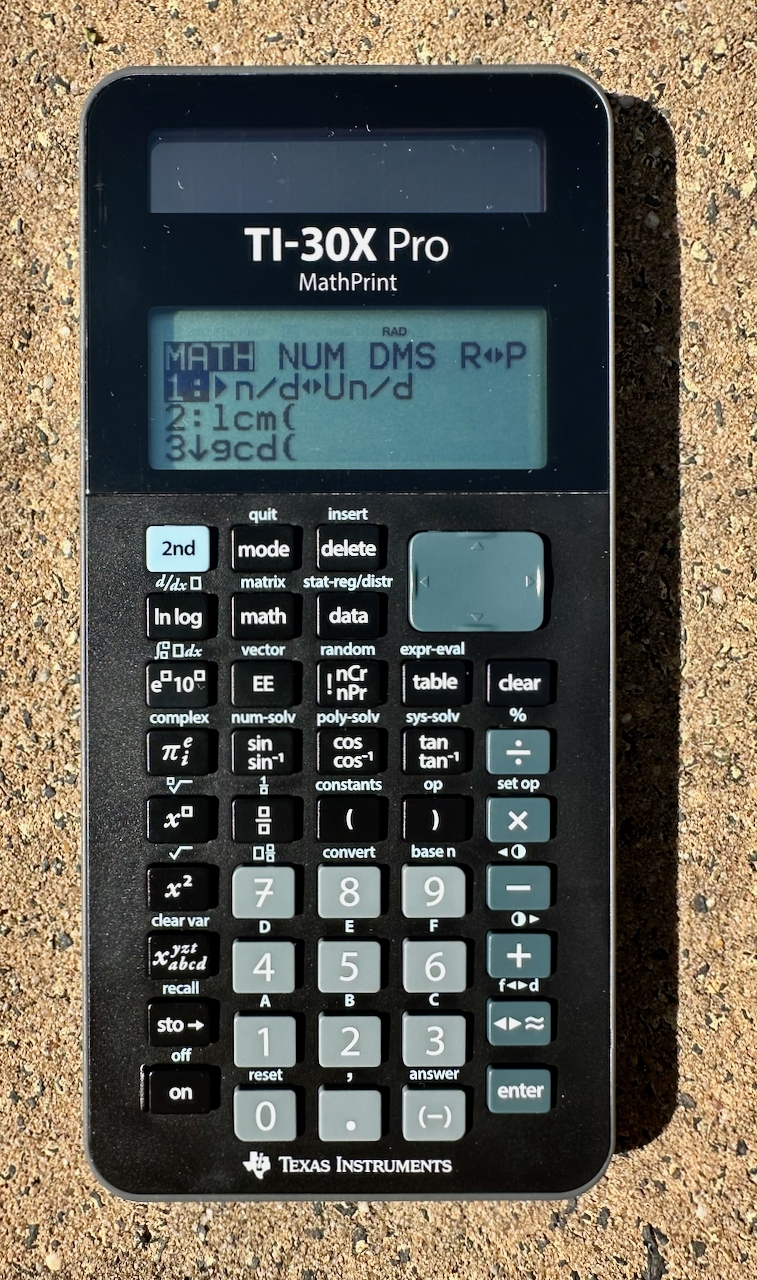 TI-30X Pro
MathPrint
RAD
MATH NUM DMS R↔P
1:▸n/d↔Un/d
2:lcm(
3↓gcd(
quit insert
2nd mode delete
d/dx□ matrix stat-reg/distr
ln log math data
∫□dx vector random expr-eval
e□10□ EE !nCr nPr table clear
complex num-solv poly-solv sys-solv %
π e i sin sin⁻¹ cos cos⁻¹ tan tan⁻¹ ÷
□√ 1/□ constants op set op
x□ □/□ ( ) ×
√ □□/□ convert base n ◂◑
x² 7 8 9 −
clear var D E F ◑▸
x yzt abcd 4 5 6 +
recall A B C f◂▸d
sto→ 1 2 3 ◂▸≈
off reset , answer
on 0 . (−) enter
TEXAS INSTRUMENTS